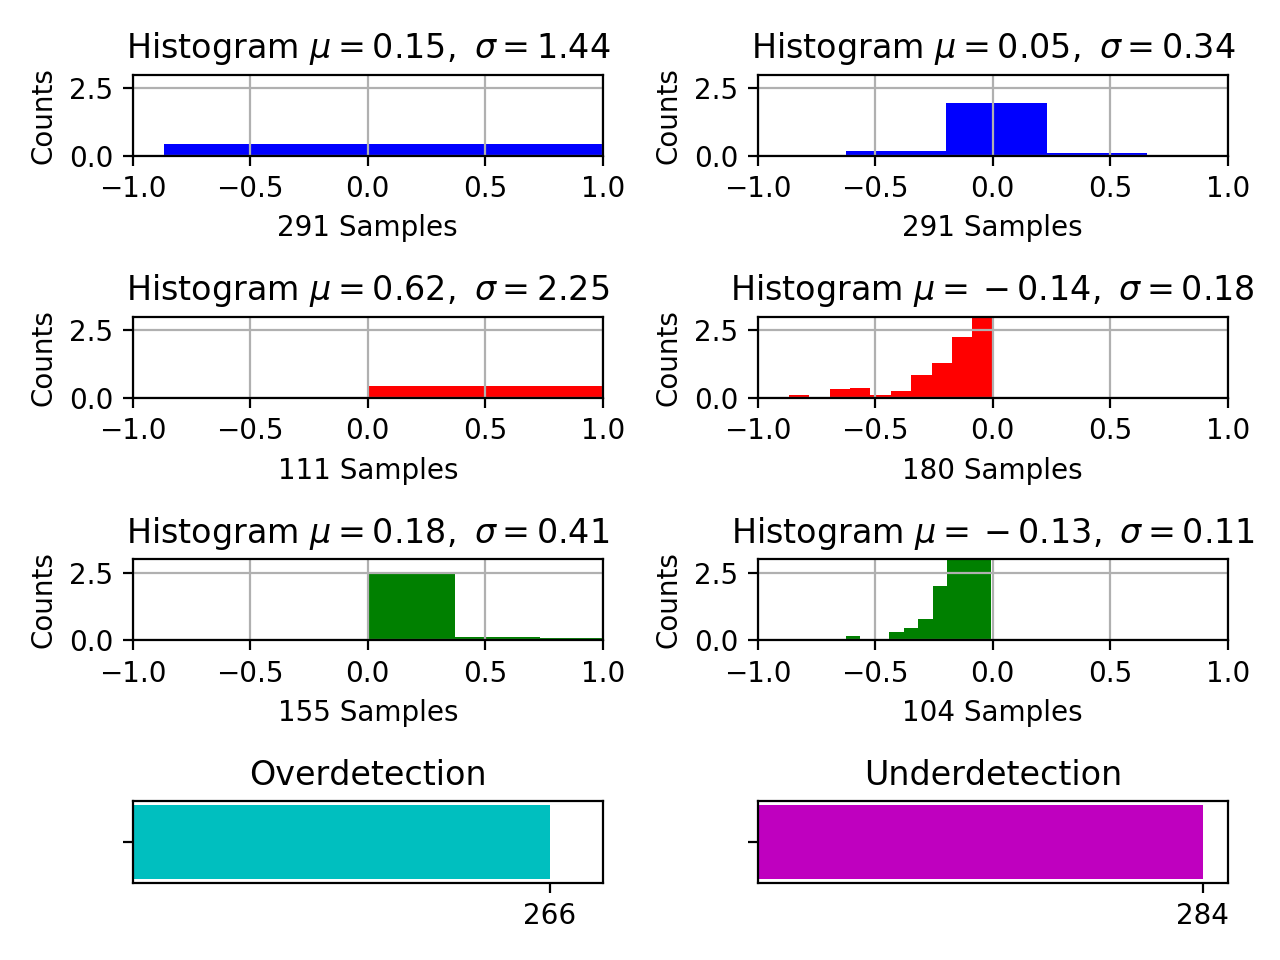 Histogram μ = 0.15, σ = 1.44
Counts
2.5
0.0
−1.0 −0.5 0.0 0.5 1.0
291 Samples
Histogram μ = 0.05, σ = 0.34
Counts
2.5
0.0
−1.0 −0.5 0.0 0.5 1.0
291 Samples
Histogram μ = 0.62, σ = 2.25
Counts
2.5
0.0
−1.0 −0.5 0.0 0.5 1.0
111 Samples
Histogram μ = −0.14, σ = 0.18
Counts
2.5
0.0
−1.0 −0.5 0.0 0.5 1.0
180 Samples
Histogram μ = 0.18, σ = 0.41
Counts
2.5
0.0
−1.0 −0.5 0.0 0.5 1.0
155 Samples
Histogram μ = −0.13, σ = 0.11
Counts
2.5
0.0
−1.0 −0.5 0.0 0.5 1.0
104 Samples
Overdetection
266
Underdetection
284